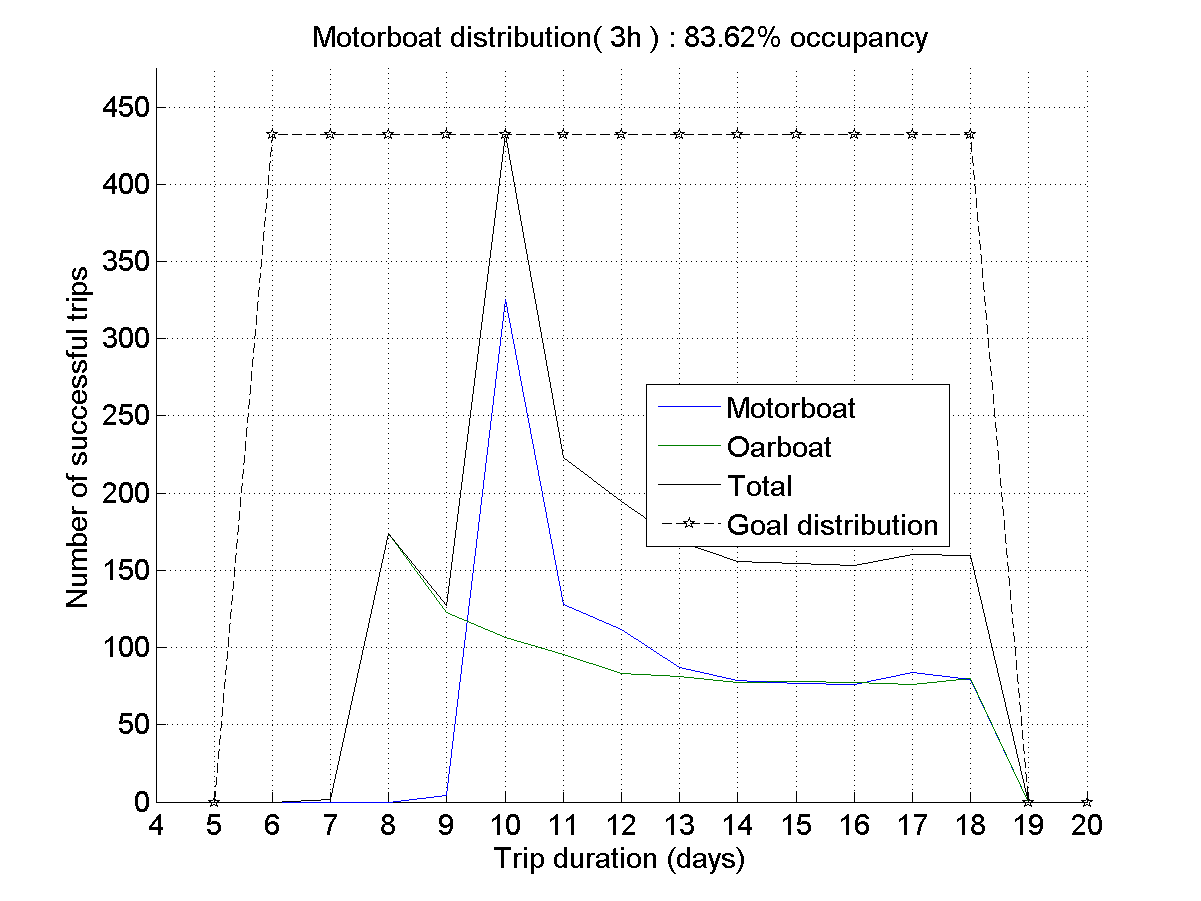 Motorboat distribution( 3h ) : 83.62% occupancy
Number of successful trips
450
400
350
300
250
200
150
100
50
0
Motorboat
Oarboat
Total
Goal distribution
4 5 6 7 8 9 10 11 12 13 14 15 16 17 18 19 20
Trip duration (days)